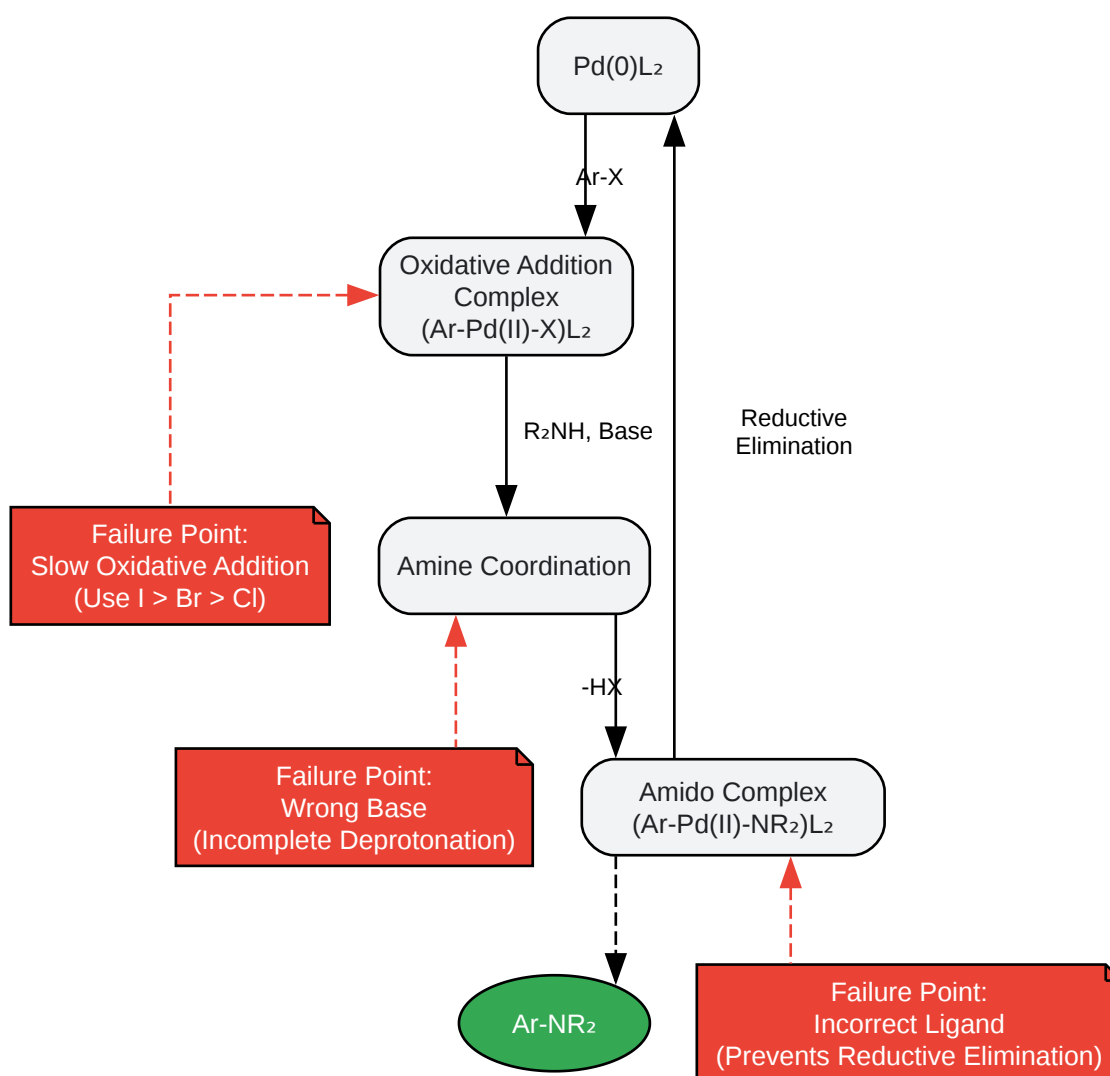 Pd(0)L₂
Ar-X
Oxidative Addition
Complex
(Ar-Pd(II)-X)L₂
R₂NH, Base
Reductive
Elimination
Failure Point:
Slow Oxidative Addition
(Use I > Br > Cl)
Amine Coordination
-HX
Failure Point:
Wrong Base
(Incomplete Deprotonation)
Amido Complex
(Ar-Pd(II)-NR₂)L₂
Ar-NR₂
Failure Point:
Incorrect Ligand
(Prevents Reductive Elimination)